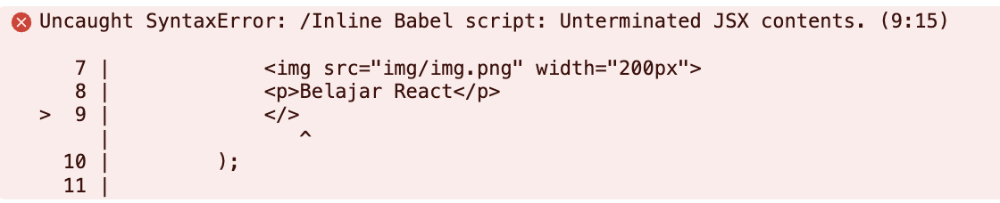 Uncaught SyntaxError: /Inline Babel script: Unterminated JSX contents. (9:15)
7 | <img src="img/img.png" width="200px">
8 | <p>Belajar React</p>
> 9 | </>
| ^
10 | );
11 |